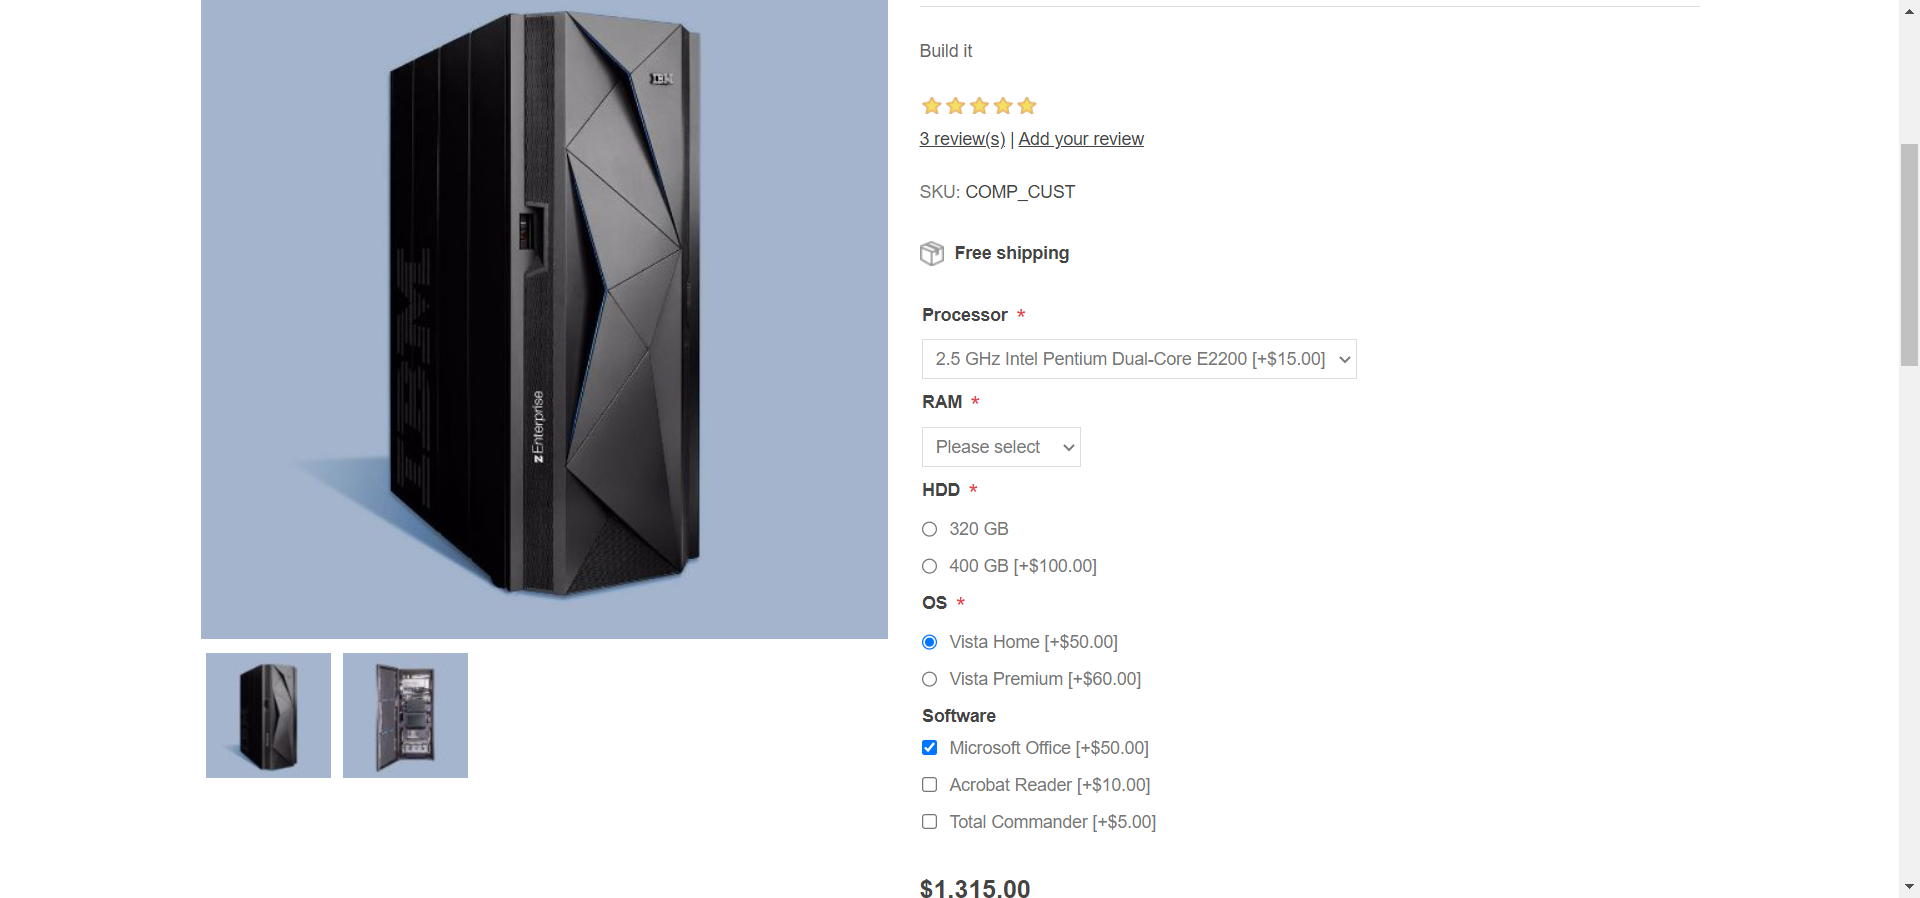 IBM
IBM
zEnterprise
Build it
3 review(s) | Add your review
SKU: COMP_CUST
Free shipping
Processor *
2.5 GHz Intel Pentium Dual-Core E2200 [+$15.00]
RAM *
Please select
HDD *
320 GB
400 GB [+$100.00]
OS *
Vista Home [+$50.00]
Vista Premium [+$60.00]
Software
Microsoft Office [+$50.00]
Acrobat Reader [+$10.00]
Total Commander [+$5.00]
$1,315.00